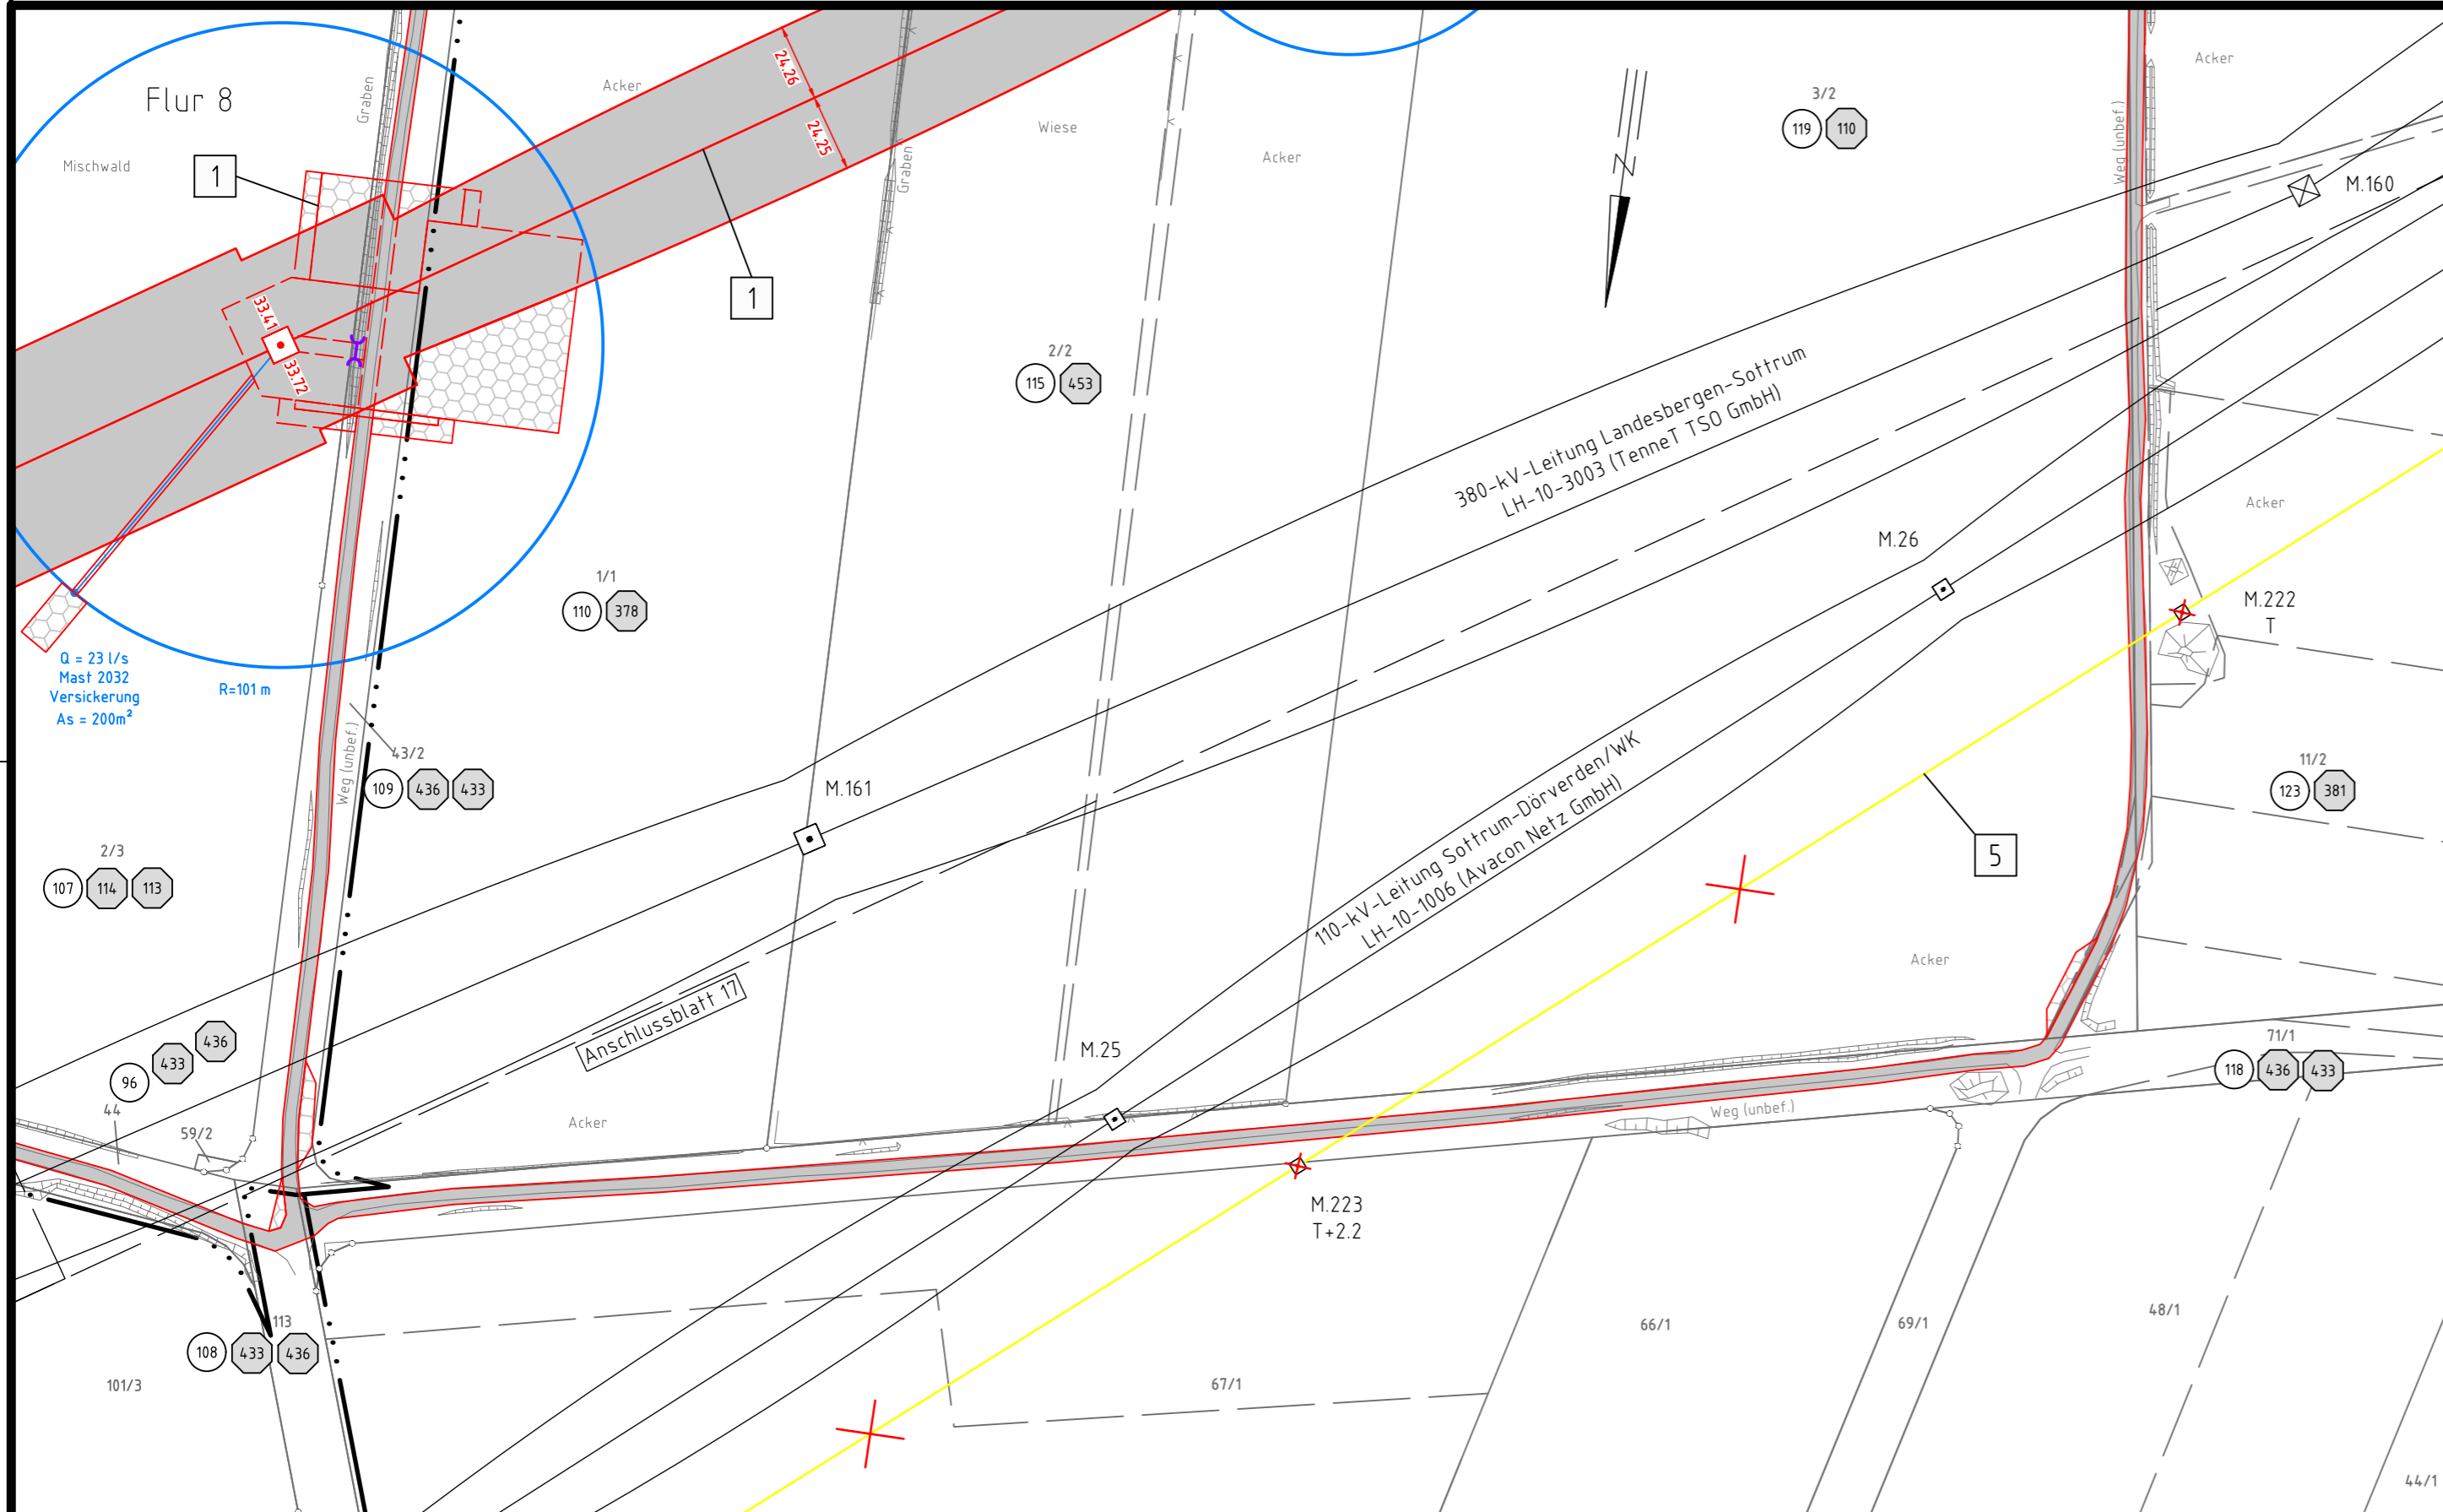 Flur 8
Mischwald
1
Graben
Acker
24.26
24.25
Graben
Wiese
Acker
N
3/2
119 110
Weg (unbef.)
Acker
M.160
1
33.41
33.72
2/2
115 453
380-kV-Leitung Landesbergen-Sottrum
LH-10-3003 (TenneT TSO GmbH)
M.26
Acker
M.222
T
1/1
110 378
Q = 23 l/s
Mast 2032
Versickerung
As = 200m²
R=101 m
Weg (unbef.)
43/2
109 436 433
M.161
110-kV-Leitung Sottrum-Dörverden/WK
LH-10-1006 (Avacon Netz GmbH)
5
11/2
123 381
2/3
107 114 113
Acker
Anschlussblatt 17
96 433 436
44
59/2
Acker
M.25
Weg (unbef.)
71/1
118 436 433
M.223
T+2.2
113
108 433 436
101/3
67/1
66/1
69/1
48/1
44/1